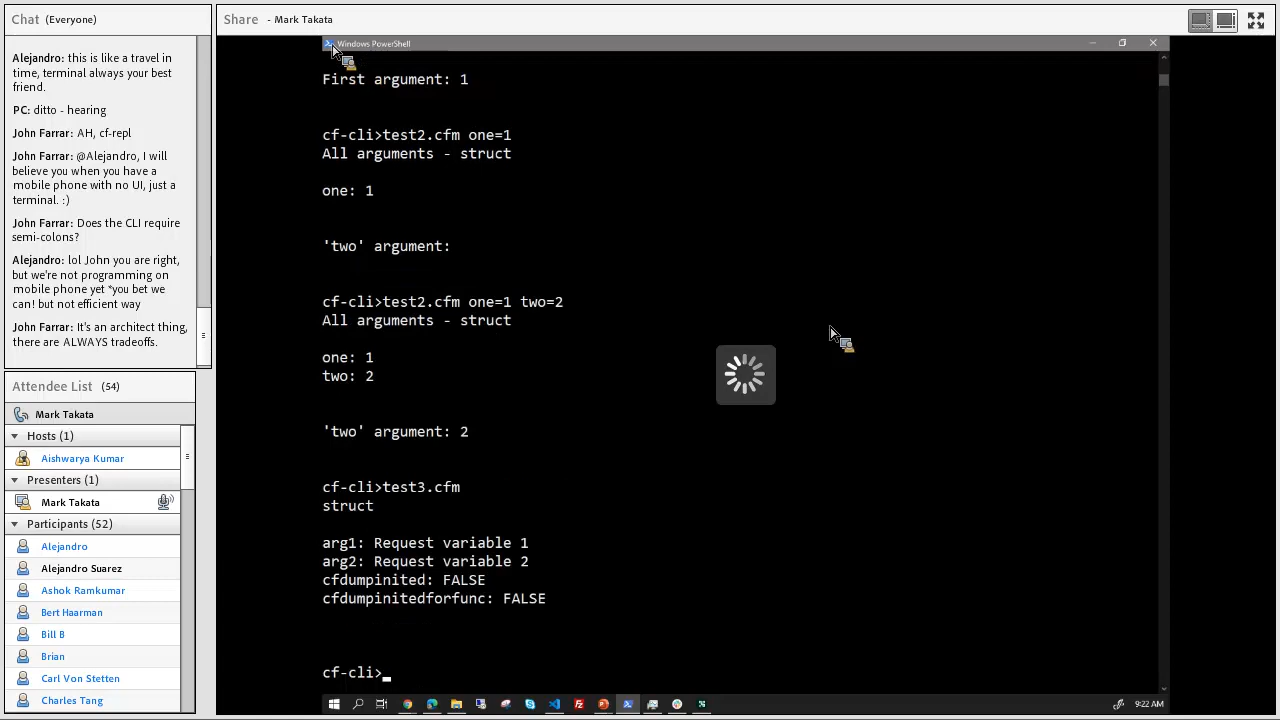 Chat (Everyone)
Alejandro: this is like a travel in
time, terminal always your best
friend.
PC: ditto - hearing
John Farrar: AH, cf-repl
John Farrar: @Alejandro, I will
believe you when you have a
mobile phone with no UI, just a
terminal. :)
John Farrar: Does the CLI require
semi-colons?
Alejandro: lol John you are right,
but we're not programming on
mobile phone yet *you bet we
can! but not efficient way
John Farrar: It's an architect thing,
there are ALWAYS tradeoffs.
Attendee List (54)
Mark Takata
Hosts (1)
Aishwarya Kumar
Presenters (1)
Mark Takata
Participants (52)
Alejandro
Alejandro Suarez
Ashok Ramkumar
Bert Haarman
Bill B
Brian
Carl Von Stetten
Charles Tang
Share - Mark Takata
Windows PowerShell
First argument: 1
cf-cli>test2.cfm one=1
All arguments - struct
one: 1
'two' argument:
cf-cli>test2.cfm one=1 two=2
All arguments - struct
one: 1
two: 2
'two' argument: 2
cf-cli>test3.cfm
struct
arg1: Request variable 1
arg2: Request variable 2
cfdumpinited: FALSE
cfdumpinitedforfunc: FALSE
cf-cli>
9:22 AM